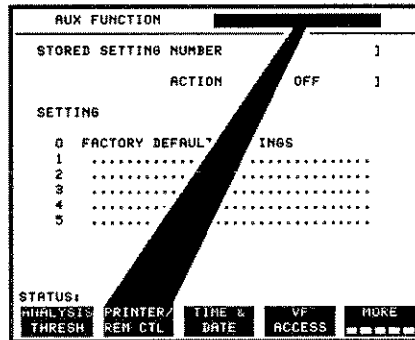 AUX FUNCTION
STORED SETTING NUMBER ]
ACTION OFF ]
SETTING
0 FACTORY DEFAULT INGS
1 ....................................
2 ....................................
3 ....................................
4 ....................................
5 ....................................
STATUS:
ANALYSIS PRINTER/ TIME & VF MORE
THRESH REM CTL DATE ACCESS